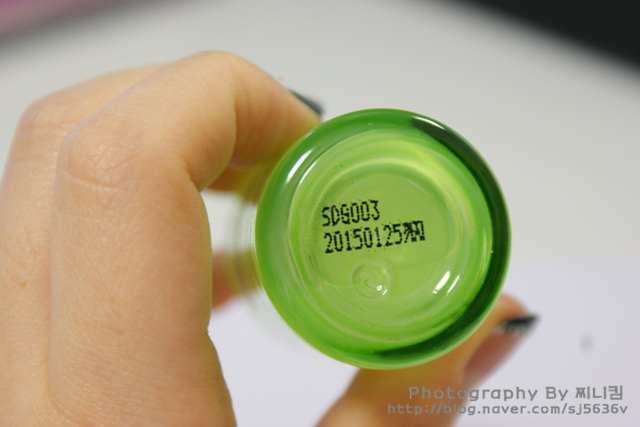 SDG003
20150125까지
Photography By 찌니퀸
http://blog.naver.com/sj5636v